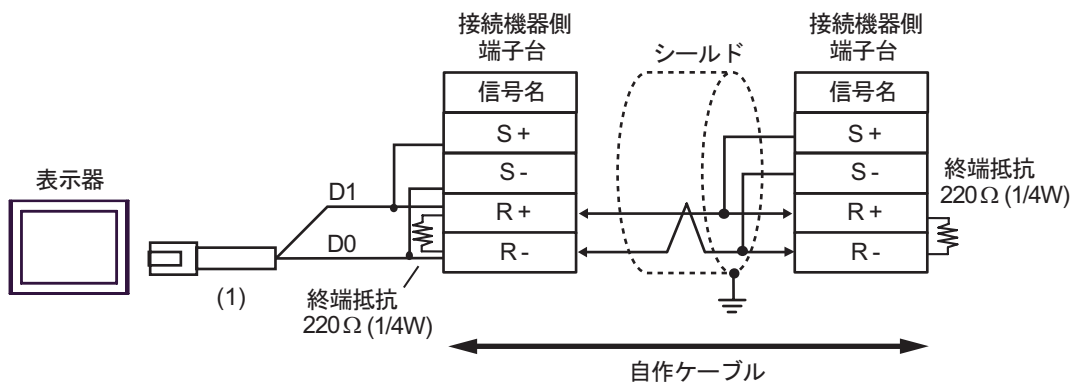 接続機器側
端子台
信号名
S +
S -
R +
R -
シールド
接続機器側
端子台
信号名
S +
S -
R +
R -
終端抵抗
220Ω (1/4W)
表示器
D1
D0
(1)
終端抵抗
220Ω (1/4W)
自作ケーブル